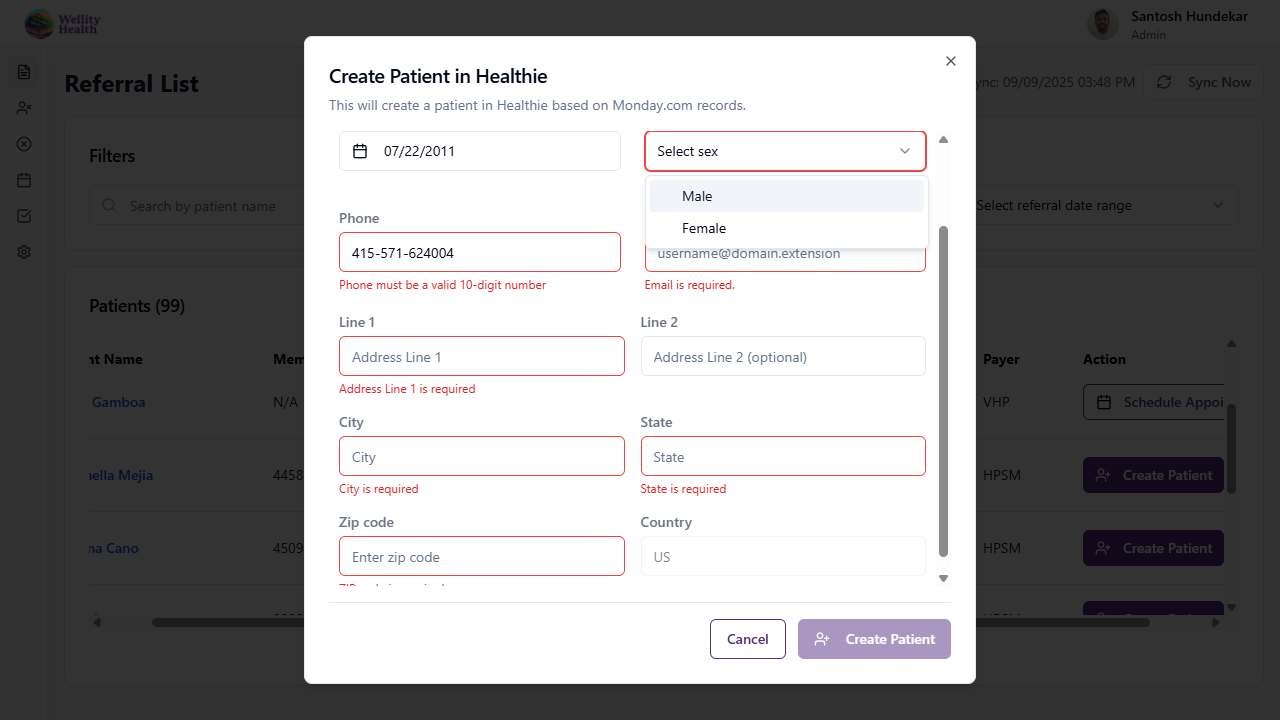 Wellity
Health
Santosh Hundekar
Admin
Referral List
ync: 09/09/2025 03:48 PM
Sync Now
Filters
Search by patient name
Select referral date range
Patients (99)
nt Name
Mem
Payer
Action
Gamboa
N/A
VHP
Schedule Appoi
nella Mejia
4458
HPSM
Create Patient
na Cano
4509
HPSM
Create Patient
Create Patient in Healthie
This will create a patient in Healthie based on Monday.com records.
07/22/2011
Select sex
Male
Female
Phone
415-571-624004
username@domain.extension
Phone must be a valid 10-digit number
Email is required.
Line 1
Line 2
Address Line 1
Address Line 2 (optional)
Address Line 1 is required
City
State
City
State
City is required
State is required
Zip code
Country
Enter zip code
US
Cancel
Create Patient